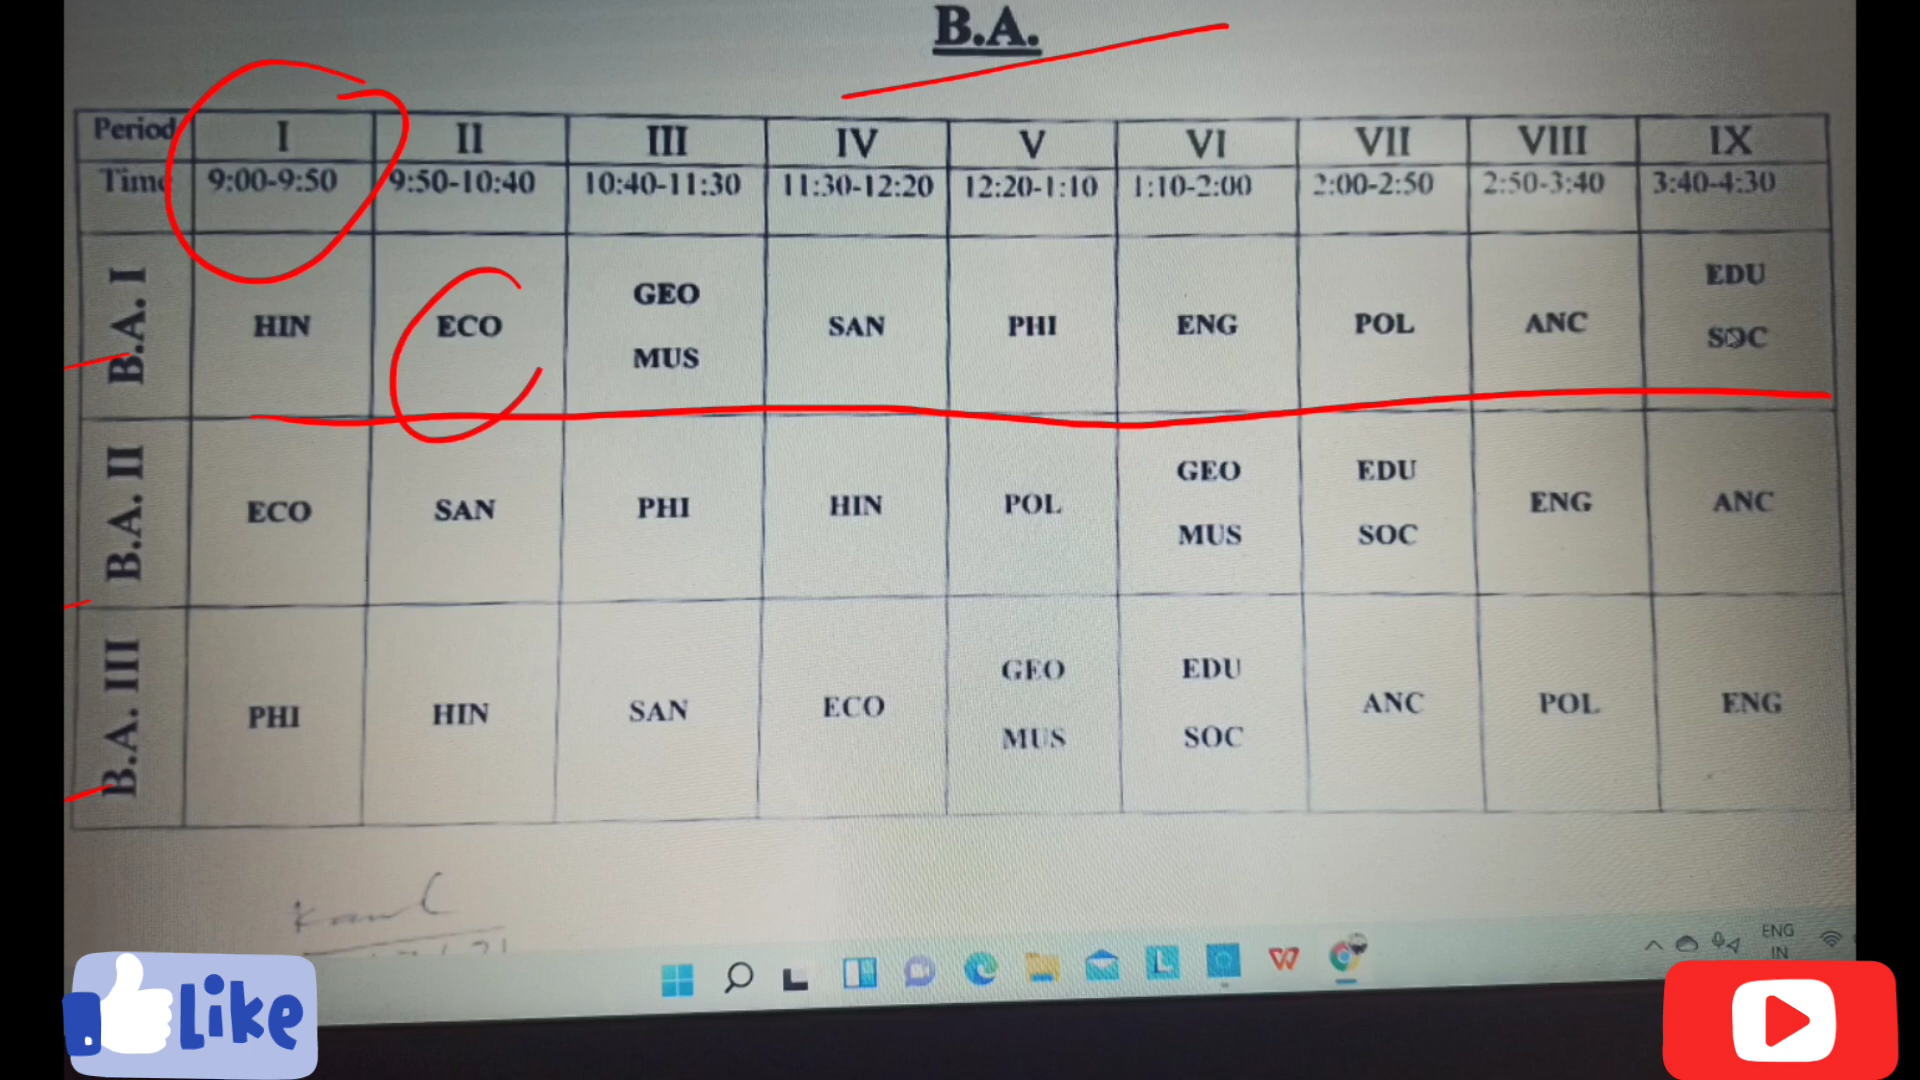 B.A.
Period I II III IV V VI VII VIII IX
Time 9:00-9:50 9:50-10:40 10:40-11:30 11:30-12:20 12:20-1:10 1:10-2:00 2:00-2:50 2:50-3:40 3:40-4:30
B.A. I HIN ECO GEO MUS SAN PHI ENG POL ANC EDU SOC
B.A. II ECO SAN PHI HIN POL GEO MUS EDU SOC ENG ANC
B.A. III PHI HIN SAN ECO GEO MUS EDU SOC ANC POL ENG
ENG
IN
Like